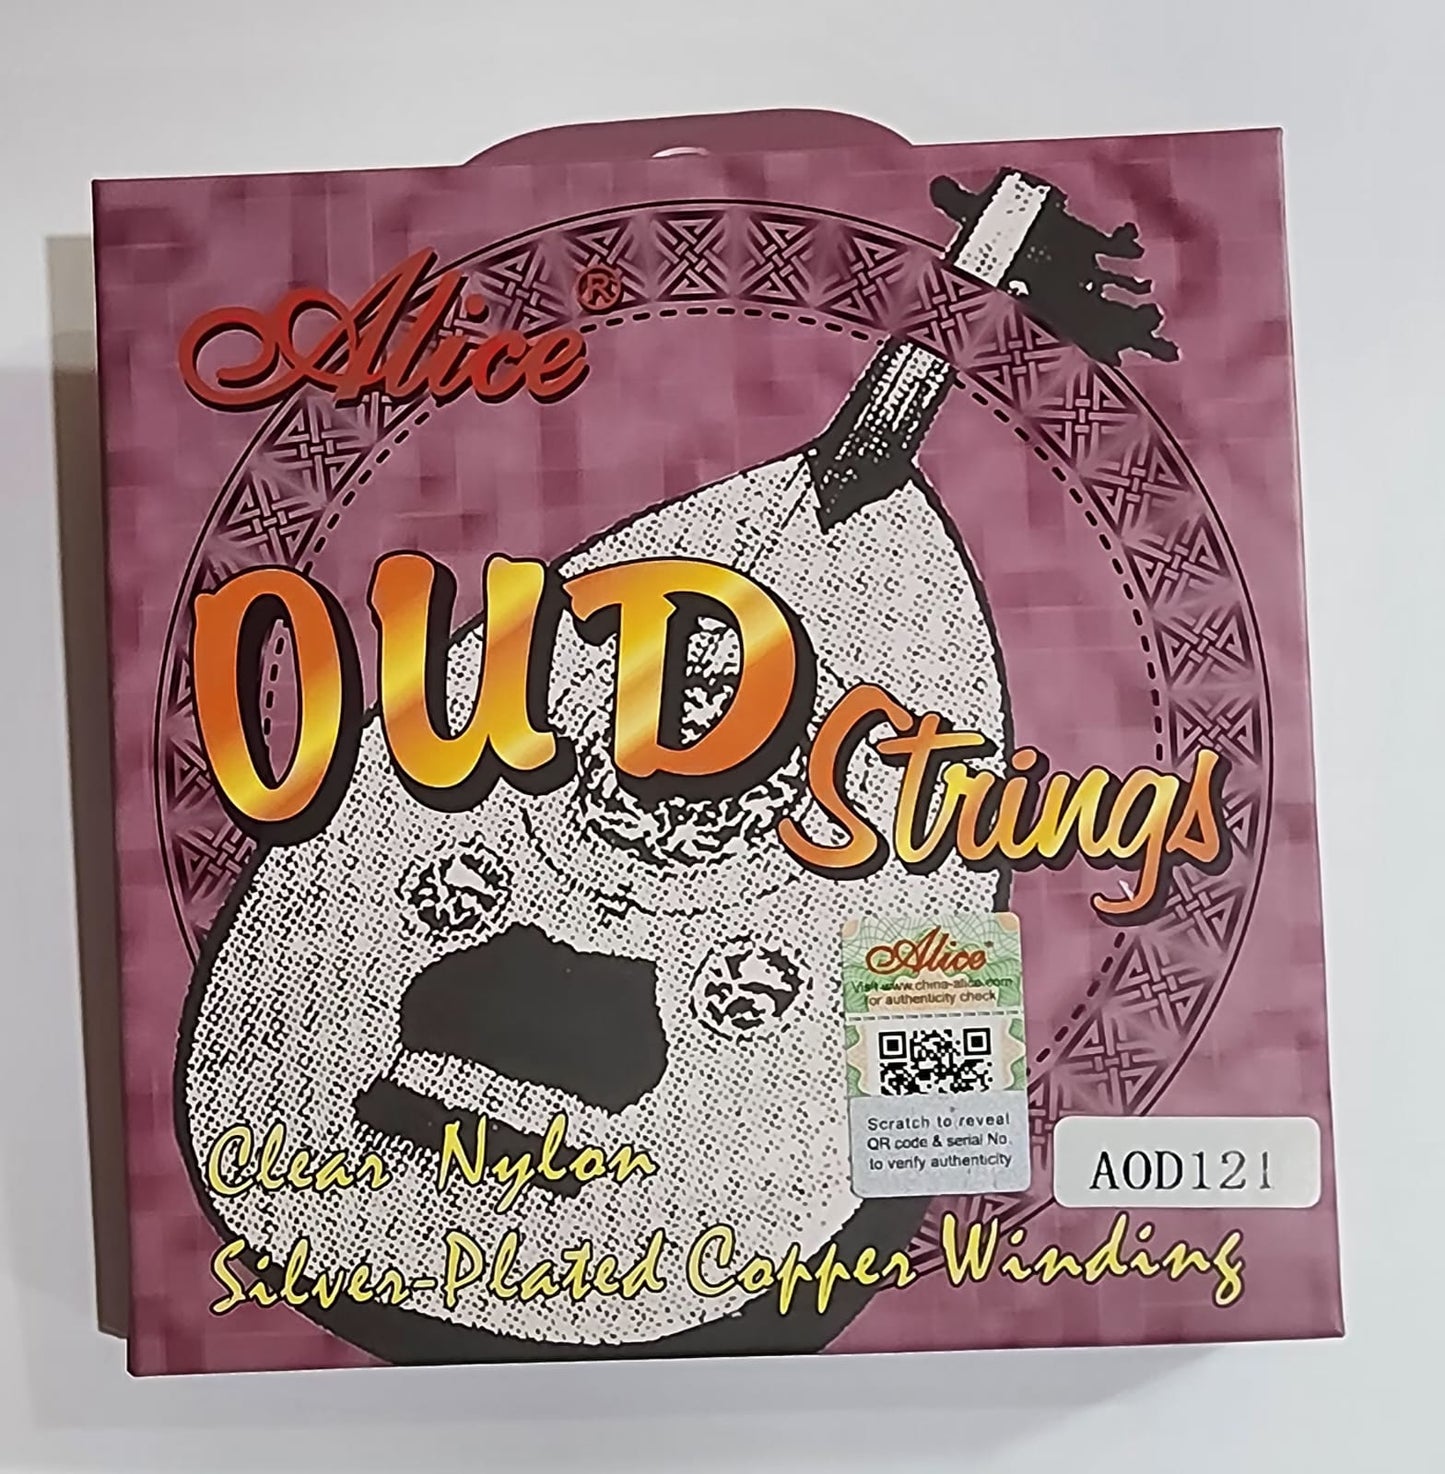 Alice®
OUD Strings
Alice
Visit www.china-alice.com
for authenticity check
Scratch to reveal
QR code & serial No.
to verify authenticity
AOD121
Clear Nylon
Silver-Plated Copper Winding